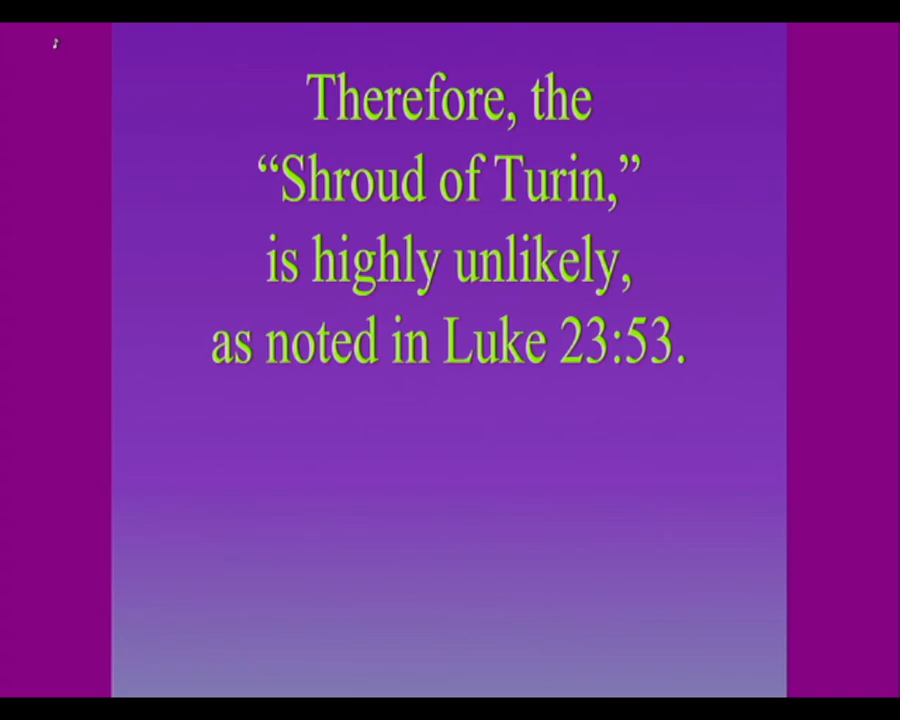 Therefore, the
“Shroud of Turin,”
is highly unlikely,
as noted in Luke 23:53.